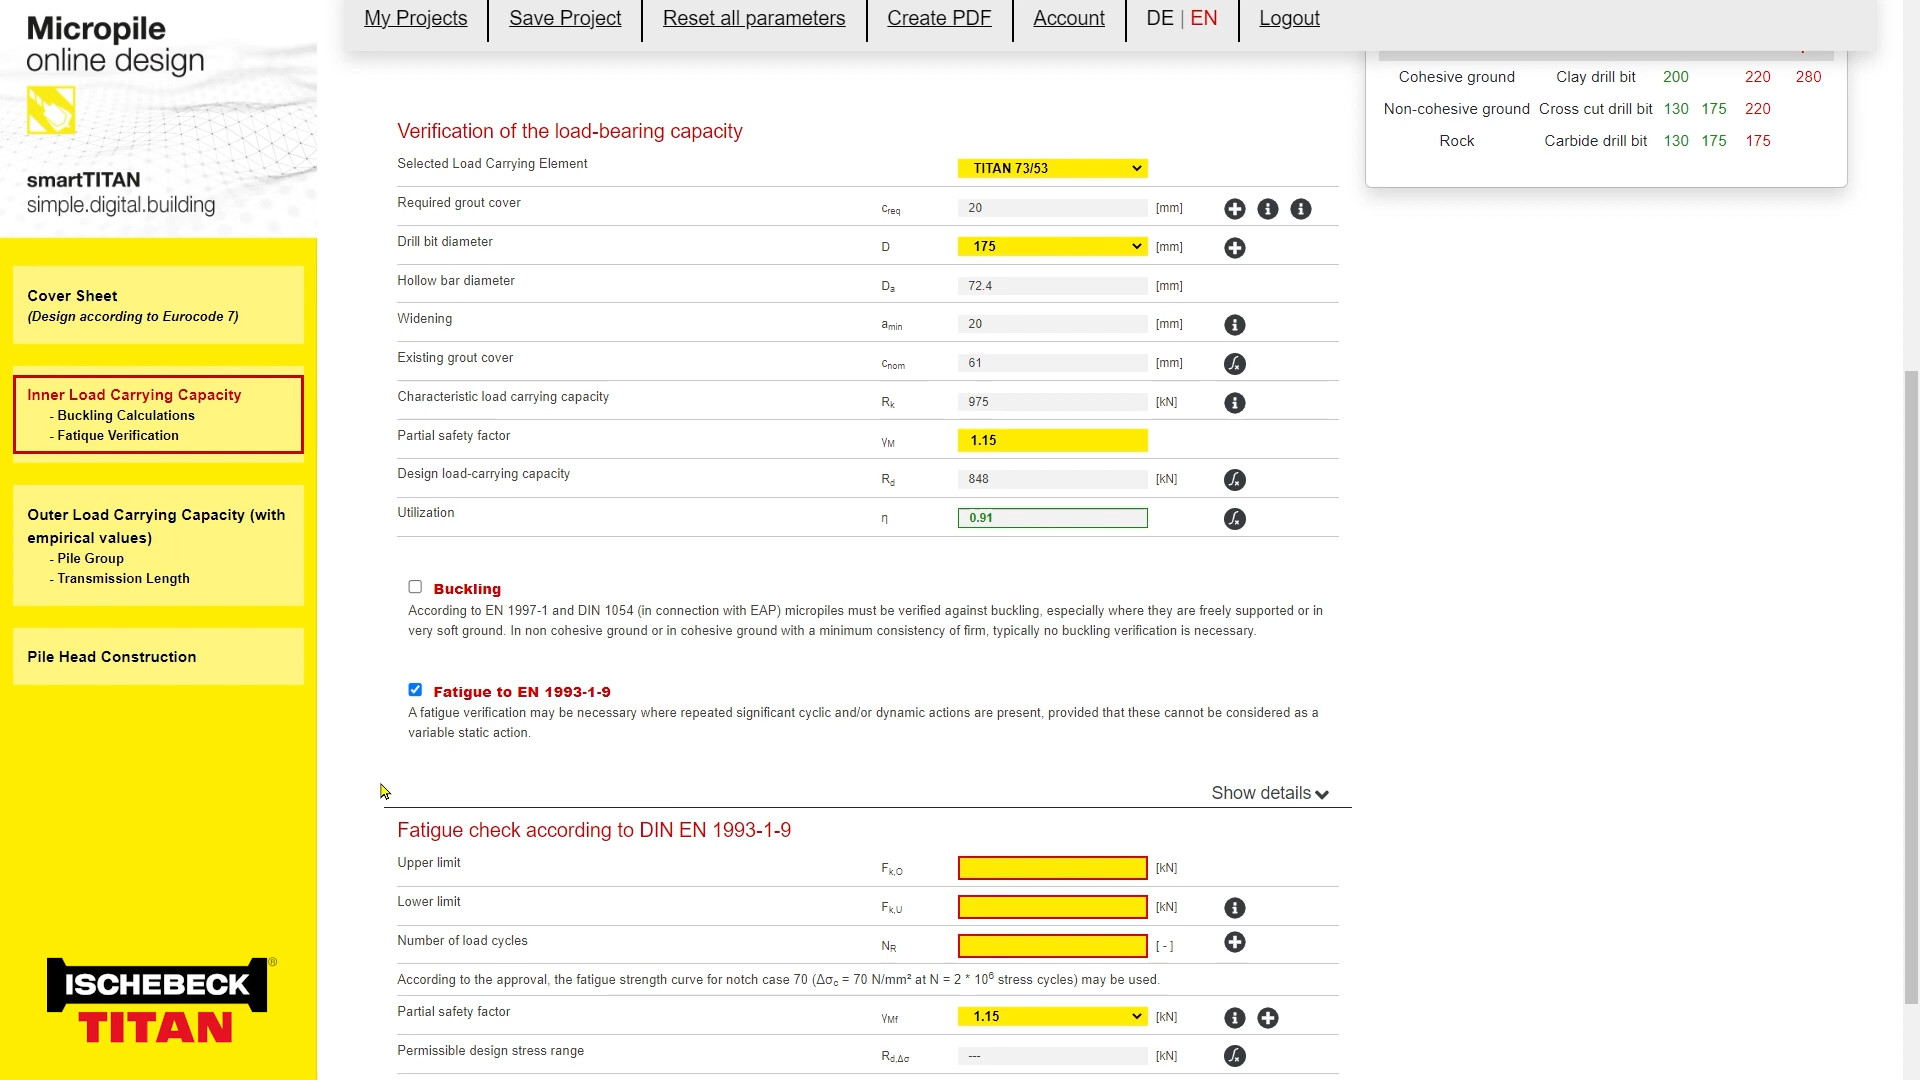 My Projects
Save Project
Reset all parameters
Create PDF
Account
DE | EN
Logout
Micropile
online design
smartTITAN
simple.digital.building
Cover Sheet
(Design according to Eurocode 7)
Inner Load Carrying Capacity
- Buckling Calculations
- Fatique Verification
Outer Load Carrying Capacity (with
empirical values)
- Pile Group
- Transmission Length
Pile Head Construction
ISCHEBECK®
TITAN
Cohesive ground Clay drill bit 200 220 280
Non-cohesive ground Cross cut drill bit 130 175 220
Rock Carbide drill bit 130 175 175
Verification of the load-bearing capacity
Selected Load Carrying Element TITAN 73/53
Required grout cover creq 20 [mm]
Drill bit diameter D 175 [mm]
Hollow bar diameter Da 72.4 [mm]
Widening amin 20 [mm]
Existing grout cover cnom 61 [mm]
Characteristic load carrying capacity Rk 975 [kN]
Partial safety factor γM 1.15
Design load-carrying capacity Rd 848 [kN]
Utilization η 0.91
Buckling
According to EN 1997-1 and DIN 1054 (in connection with EAP) micropiles must be verified against buckling, especially where they are freely supported or in
very soft ground. In non cohesive ground or in cohesive ground with a minimum consistency of firm, typically no buckling verification is necessary.
Fatigue to EN 1993-1-9
A fatigue verification may be necessary where repeated significant cyclic and/or dynamic actions are present, provided that these cannot be considered as a
variable static action.
Show details
Fatigue check according to DIN EN 1993-1-9
Upper limit Fk,O [kN]
Lower limit Fk,U [kN]
Number of load cycles NR [ - ]
According to the approval, the fatigue strength curve for notch case 70 (Δσc = 70 N/mm² at N = 2 * 10⁶ stress cycles) may be used.
Partial safety factor γMf 1.15 [kN]
Permissible design stress range Rd,Δσ --- [kN]